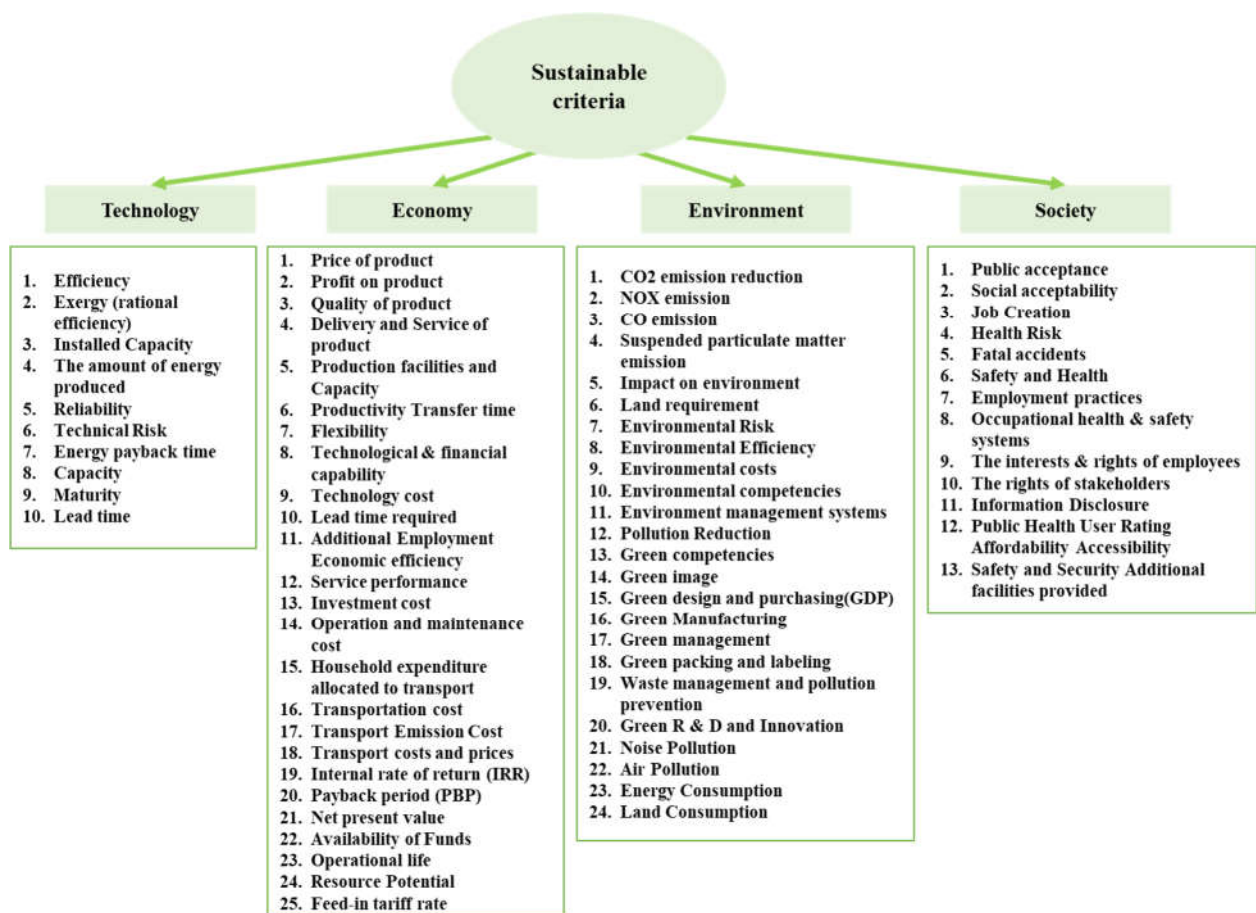 Sustainable
criteria
Technology
Economy
Environment
Society
1. Efficiency
2. Exergy (rational
efficiency)
3. Installed Capacity
4. The amount of energy
produced
5. Reliability
6. Technical Risk
7. Energy payback time
8. Capacity
9. Maturity
10. Lead time
1. Price of product
2. Profit on product
3. Quality of product
4. Delivery and Service of
product
5. Production facilities and
Capacity
6. Productivity Transfer time
7. Flexibility
8. Technological & financial
capability
9. Technology cost
10. Lead time required
11. Additional Employment
Economic efficiency
12. Service performance
13. Investment cost
14. Operation and maintenance
cost
15. Household expenditure
allocated to transport
16. Transportation cost
17. Transport Emission Cost
18. Transport costs and prices
19. Internal rate of return (IRR)
20. Payback period (PBP)
21. Net present value
22. Availability of Funds
23. Operational life
24. Resource Potential
25. Feed-in tariff rate
1. CO2 emission reduction
2. NOX emission
3. CO emission
4. Suspended particulate matter
emission
5. Impact on environment
6. Land requirement
7. Environmental Risk
8. Environmental Efficiency
9. Environmental costs
10. Environmental competencies
11. Environment management systems
12. Pollution Reduction
13. Green competencies
14. Green image
15. Green design and purchasing(GDP)
16. Green Manufacturing
17. Green management
18. Green packing and labeling
19. Waste management and pollution
prevention
20. Green R & D and Innovation
21. Noise Pollution
22. Air Pollution
23. Energy Consumption
24. Land Consumption
1. Public acceptance
2. Social acceptability
3. Job Creation
4. Health Risk
5. Fatal accidents
6. Safety and Health
7. Employment practices
8. Occupational health & safety
systems
9. The interests & rights of employees
10. The rights of stakeholders
11. Information Disclosure
12. Public Health User Rating
Affordability Accessibility
13. Safety and Security Additional
facilities provided